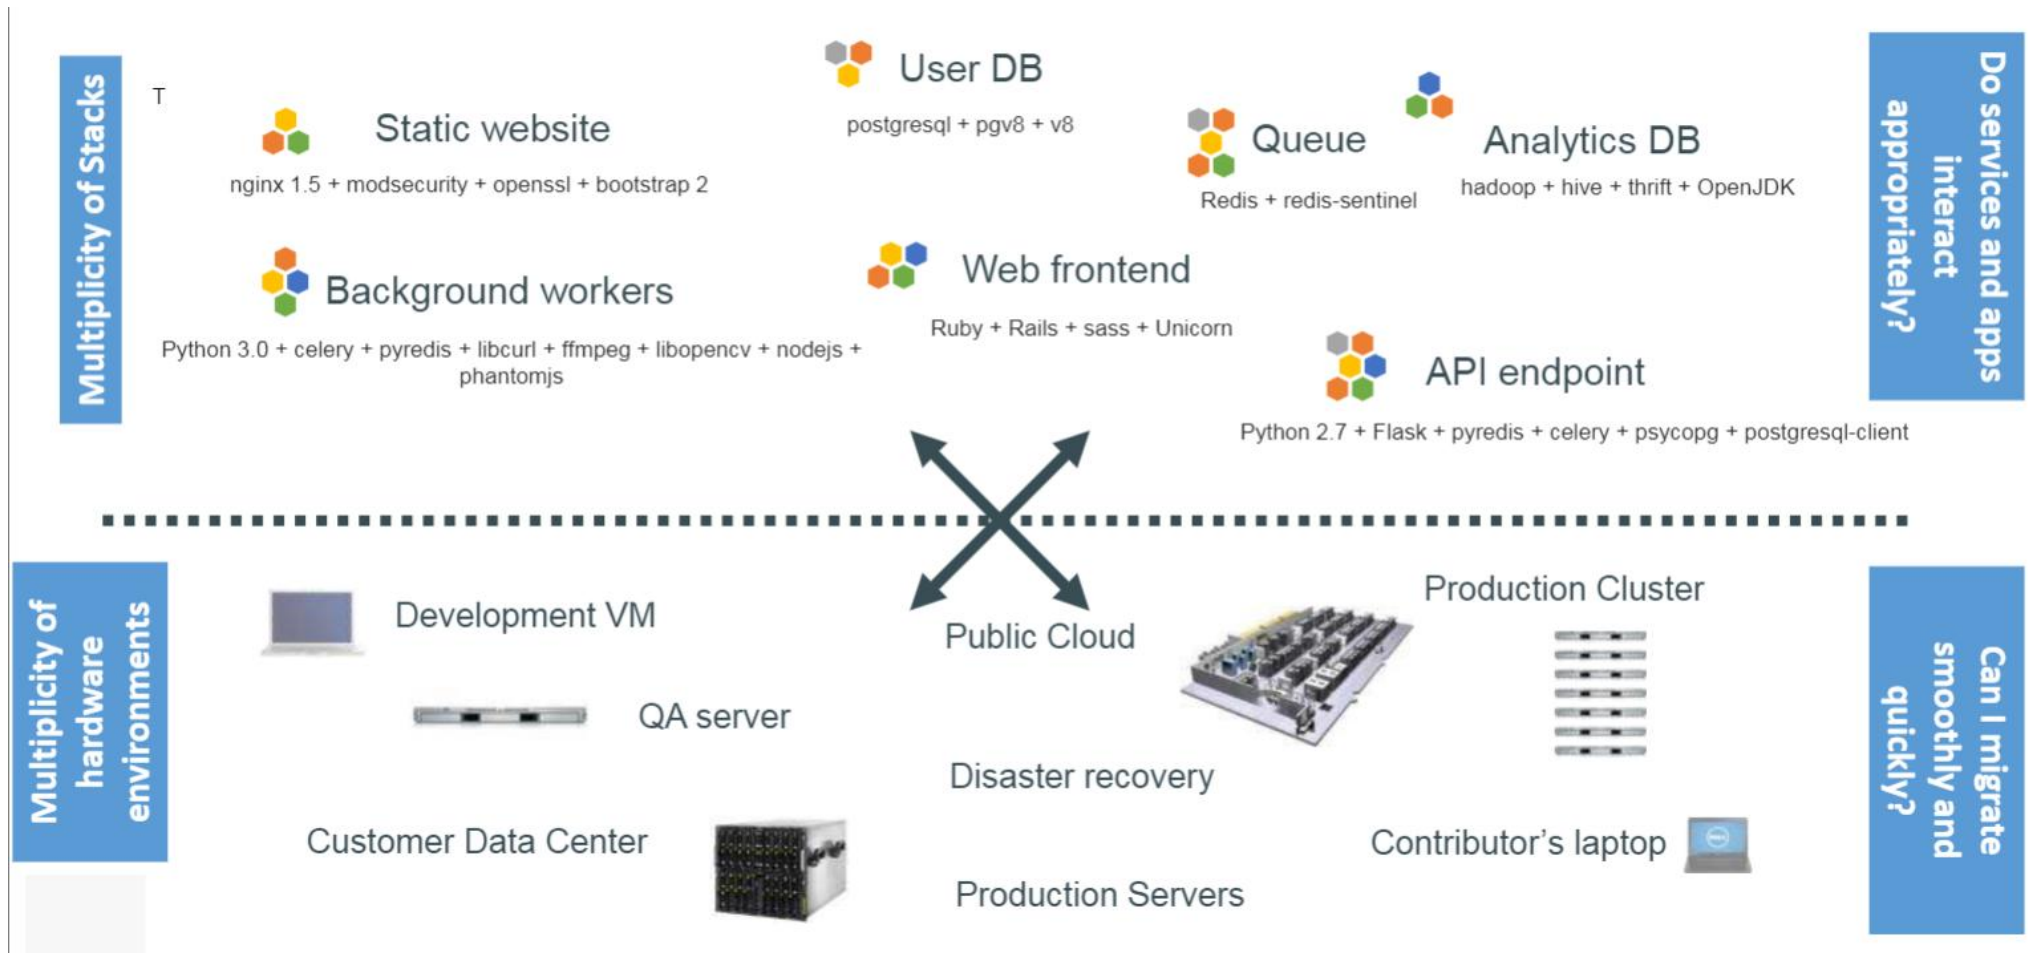 Multiplicity of Stacks
T
Static website
nginx 1.5 + modsecurity + openssl + bootstrap 2
User DB
postgresql + pgv8 + v8
Queue
Redis + redis-sentinel
Analytics DB
hadoop + hive + thrift + OpenJDK
Background workers
Python 3.0 + celery + pyredis + libcurl + ffmpeg + libopencv + nodejs +
phantomjs
Web frontend
Ruby + Rails + sass + Unicorn
API endpoint
Python 2.7 + Flask + pyredis + celery + psycopg + postgresql-client
Do services and apps
interact
appropriately?
Multiplicity of
hardware
environments
Development VM
QA server
Customer Data Center
Public Cloud
Disaster recovery
Production Servers
Production Cluster
Contributor's laptop
DELL
Can I migrate
smoothly and
quickly?